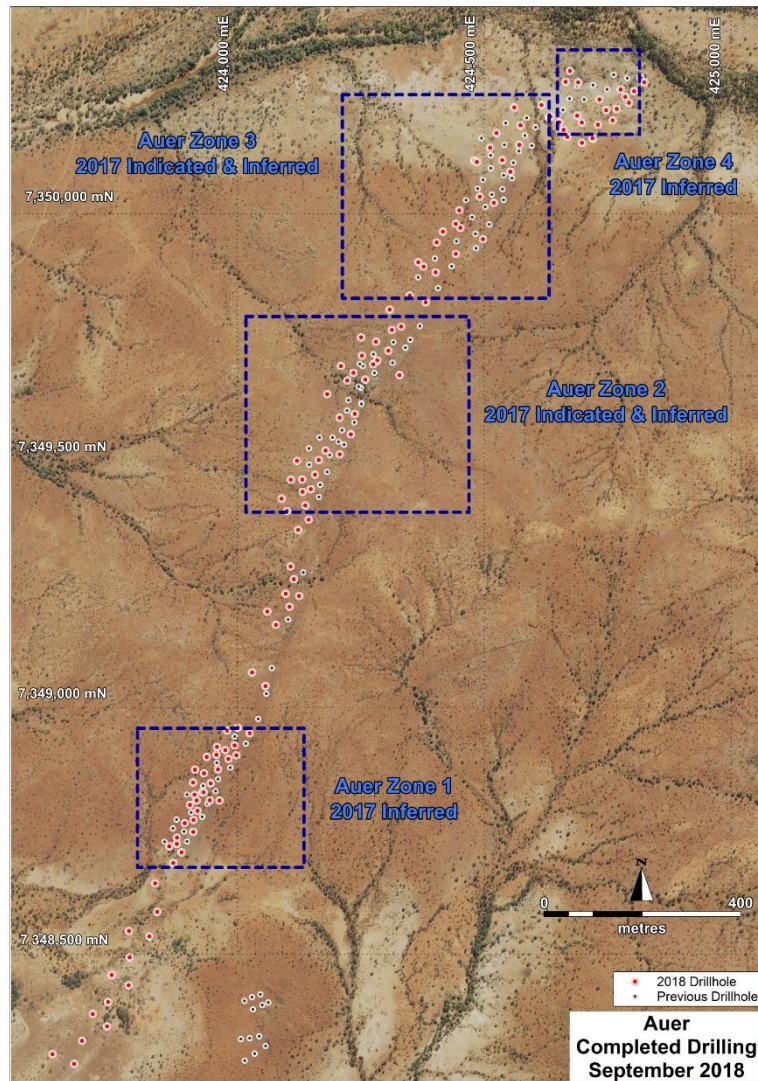 424,000 mE
424,500 mE
425,000 mE
Auer Zone 3
2017 Indicated & Inferred
Auer Zone 4
2017 Inferred
7,350,000 mN
Auer Zone 2
2017 Indicated & Inferred
7,349,500 mN
7,349,000 mN
Auer Zone 1
2017 Inferred
N
0 400
metres
7,348,500 mN
2018 Drillhole
Previous Drillhole
Auer
Completed Drilling
September 2018